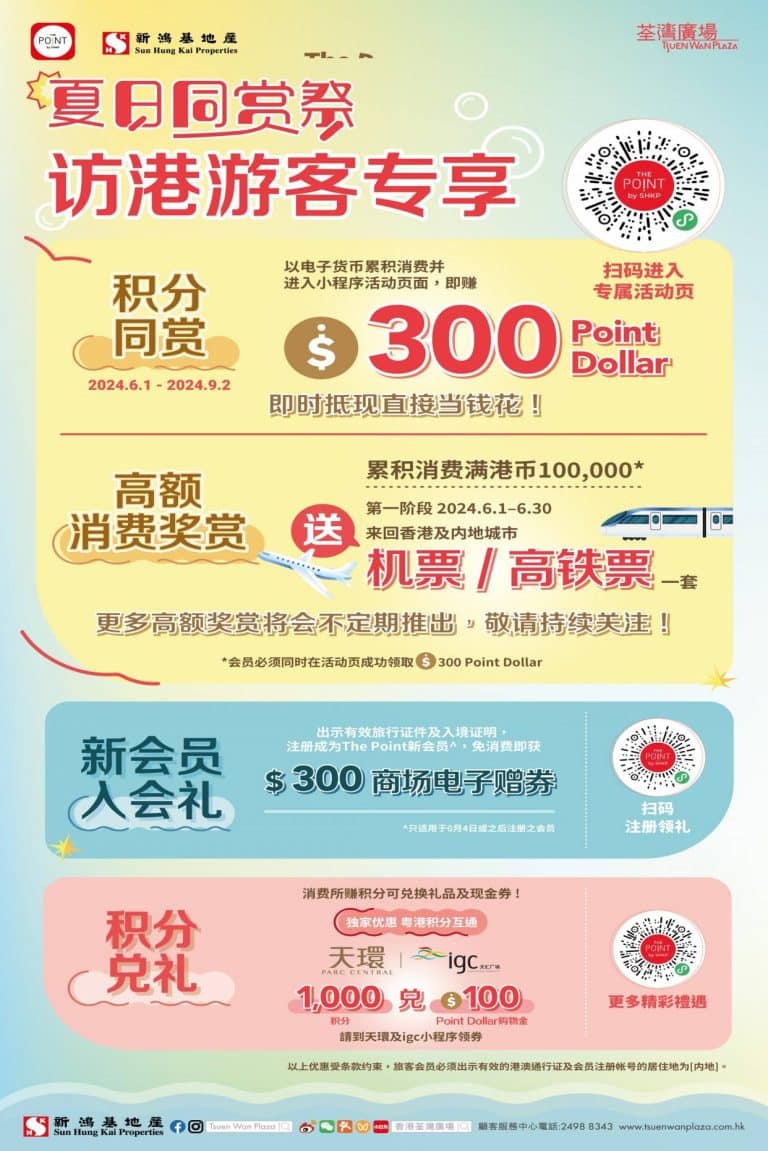 THE
POINT
by SHKP
新鴻基地產
Sun Hung Kai Properties
荃灣廣場
TSUEN WAN PLAZA
夏日同赏祭
访港游客专享
THE
POINT
by SHKP
扫码进入
专属活动页
积分
同赏
2024.6.1 - 2024.9.2
以电子货币累积消费并
进入小程序活动页面，即赚
$ 300 Point
Dollar
即时抵现直接当钱花！
高额
消费奖赏
累积消费满港币100,000*
送
第一阶段 2024.6.1–6.30
来回香港及内地城市
机票 / 高铁票 一套
更多高额奖赏将会不定期推出，敬请持续关注！
*会员必须同时在活动页成功领取 $ 300 Point Dollar
新会员
入会礼
出示有效旅行证件及入境证明，
注册成为The Point新会员^，免消费即获
$ 300 商场电子赠券
^只适用于6月4日或之后注册之会员
THE
POINT
扫码
注册领礼
积分
兑礼
消费所赚积分可兑换礼品及现金券！
独家优惠 粤港积分互通
天環
PARC CENTRAL
igc 天汇广场
1,000 兑 $ 100
积分
Point Dollar购物金
請到天環及igc小程序领券
THE
POINT
更多精彩禮遇
以上优惠受条款约束，旅客会员必须出示有效的港澳通行证及会员注册帐号的居住地为[内地]。
新鴻基地產
Sun Hung Kai Properties
Tsuen Wan Plaza
小红书
香港荃灣廣場
顧客服務中心電話:2498 8343 www.tsuenwanplaza.com.hk